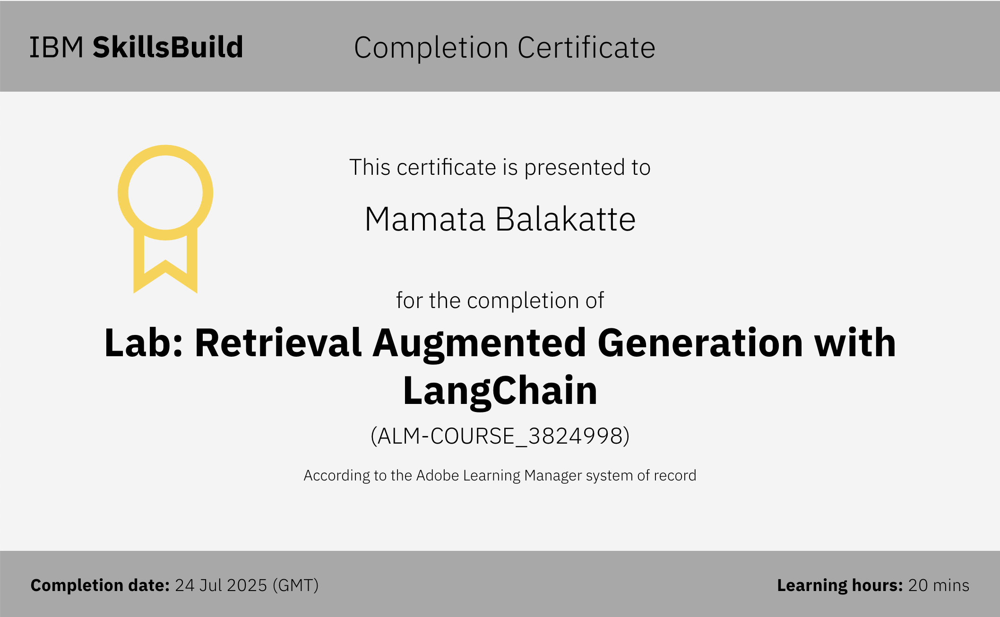 IBM SkillsBuild
Completion Certificate
This certificate is presented to
Mamata Balakatte
for the completion of
Lab: Retrieval Augmented Generation with
LangChain
(ALM-COURSE_3824998)
According to the Adobe Learning Manager system of record
Completion date: 24 Jul 2025 (GMT)
Learning hours: 20 mins